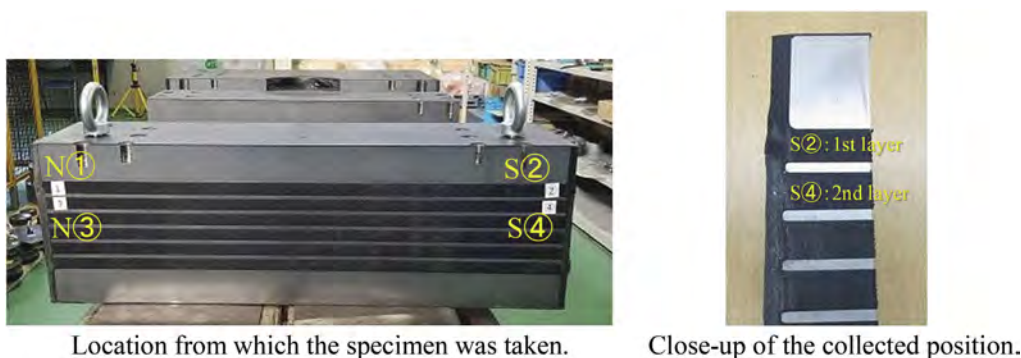 N①
S②
1
2
3
4
N③
S④
S②: 1st layer
S④: 2nd layer
Location from which the specimen was taken.
Close-up of the collected position.